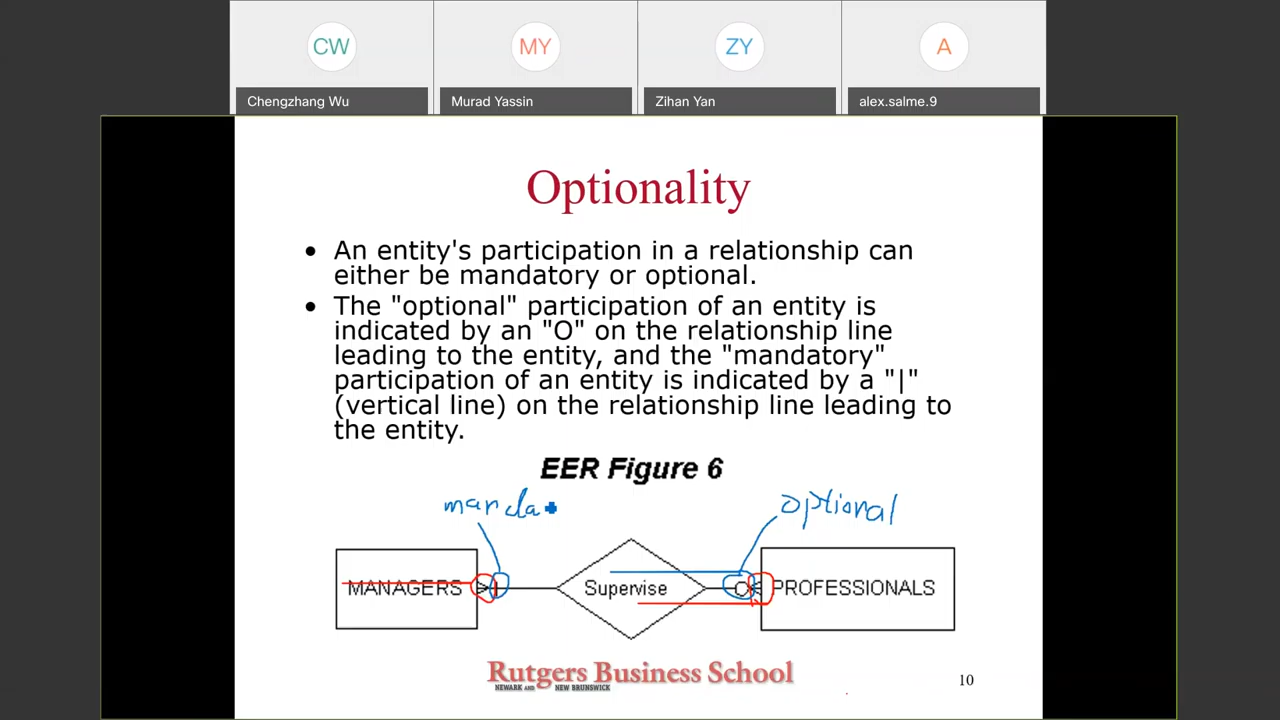 CW
MY
ZY
A
Chengzhang Wu
Murad Yassin
Zihan Yan
alex.salme.9
Optionality
• An entity's participation in a relationship can
either be mandatory or optional.
• The "optional" participation of an entity is
indicated by an "O" on the relationship line
leading to the entity, and the "mandatory"
participation of an entity is indicated by a "|"
(vertical line) on the relationship line leading to
the entity.
EER Figure 6
manda
optional
MANAGERS
Supervise
PROFESSIONALS
Rutgers Business School
NEWARK AND NEW BRUNSWICK
10